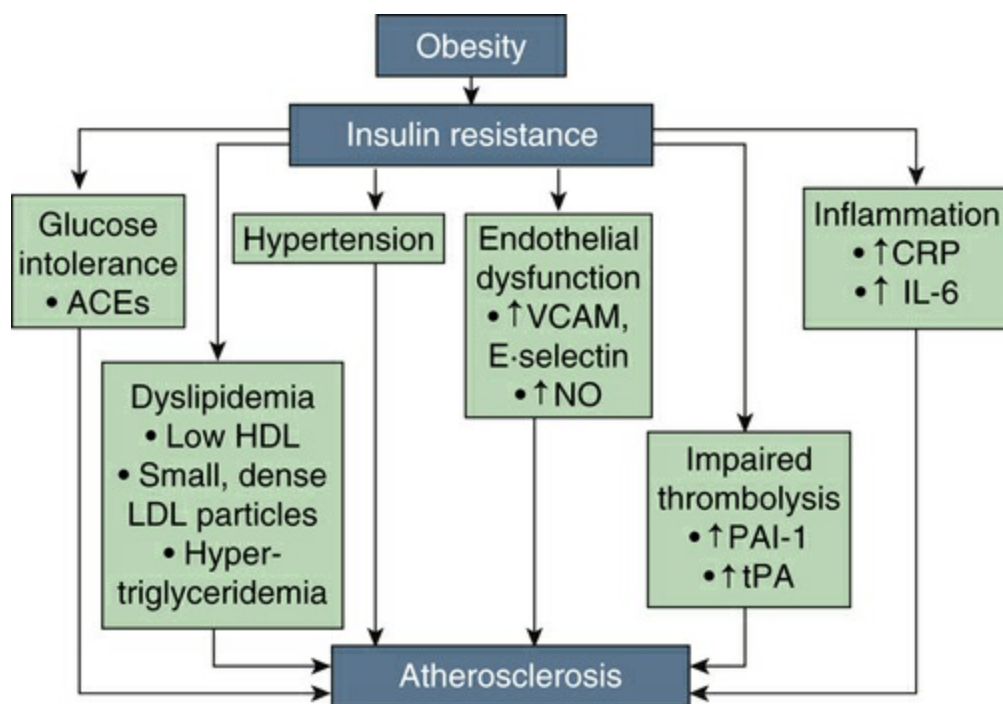 Obesity
Insulin resistance
Glucose
intolerance
• ACEs
Dyslipidemia
• Low HDL
• Small, dense
LDL particles
• Hyper-
triglyceridemia
Hypertension
Endothelial
dysfunction
• ↑VCAM,
E·selectin
• ↑NO
Impaired
thrombolysis
• ↑PAI-1
• ↑tPA
Inflammation
• ↑CRP
• ↑ IL-6
Atherosclerosis